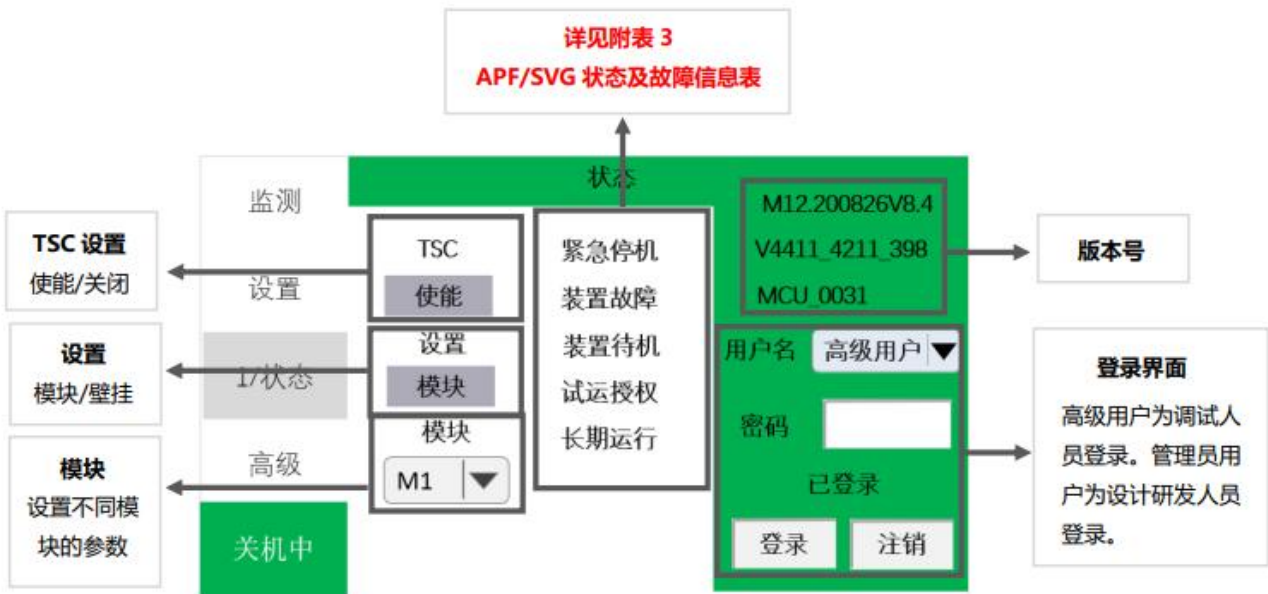 详见附表 3
APF/SVG 状态及故障信息表
状态
监测
设置
1/状态
高级
关机中
TSC 设置
使能/关闭
设置
模块/壁挂
模块
设置不同模
块的参数
TSC
使能
设置
模块
模块
M1
紧急停机
装置故障
装置待机
试运授权
长期运行
M12.200826V8.4
V4411_4211_398
MCU_0031
用户名 高级用户
密码
已登录
登录 注销
版本号
登录界面
高级用户为调试人
员登录。管理员用
户为设计研发人员
登录。